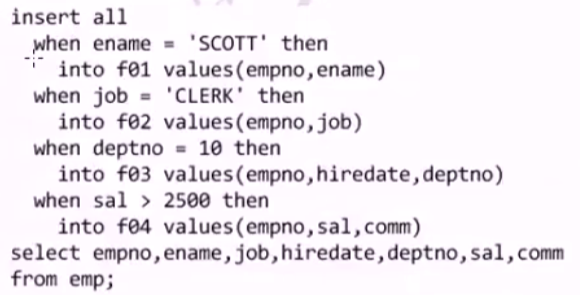 insert all
when ename = 'SCOTT' then
into f01 values(empno,ename)
when job = 'CLERK' then
into f02 values(empno,job)
when deptno = 10 then
into f03 values(empno,hiredate,deptno)
when sal > 2500 then
into f04 values(empno,sal,comm)
select empno,ename,job,hiredate,deptno,sal,comm
from emp;